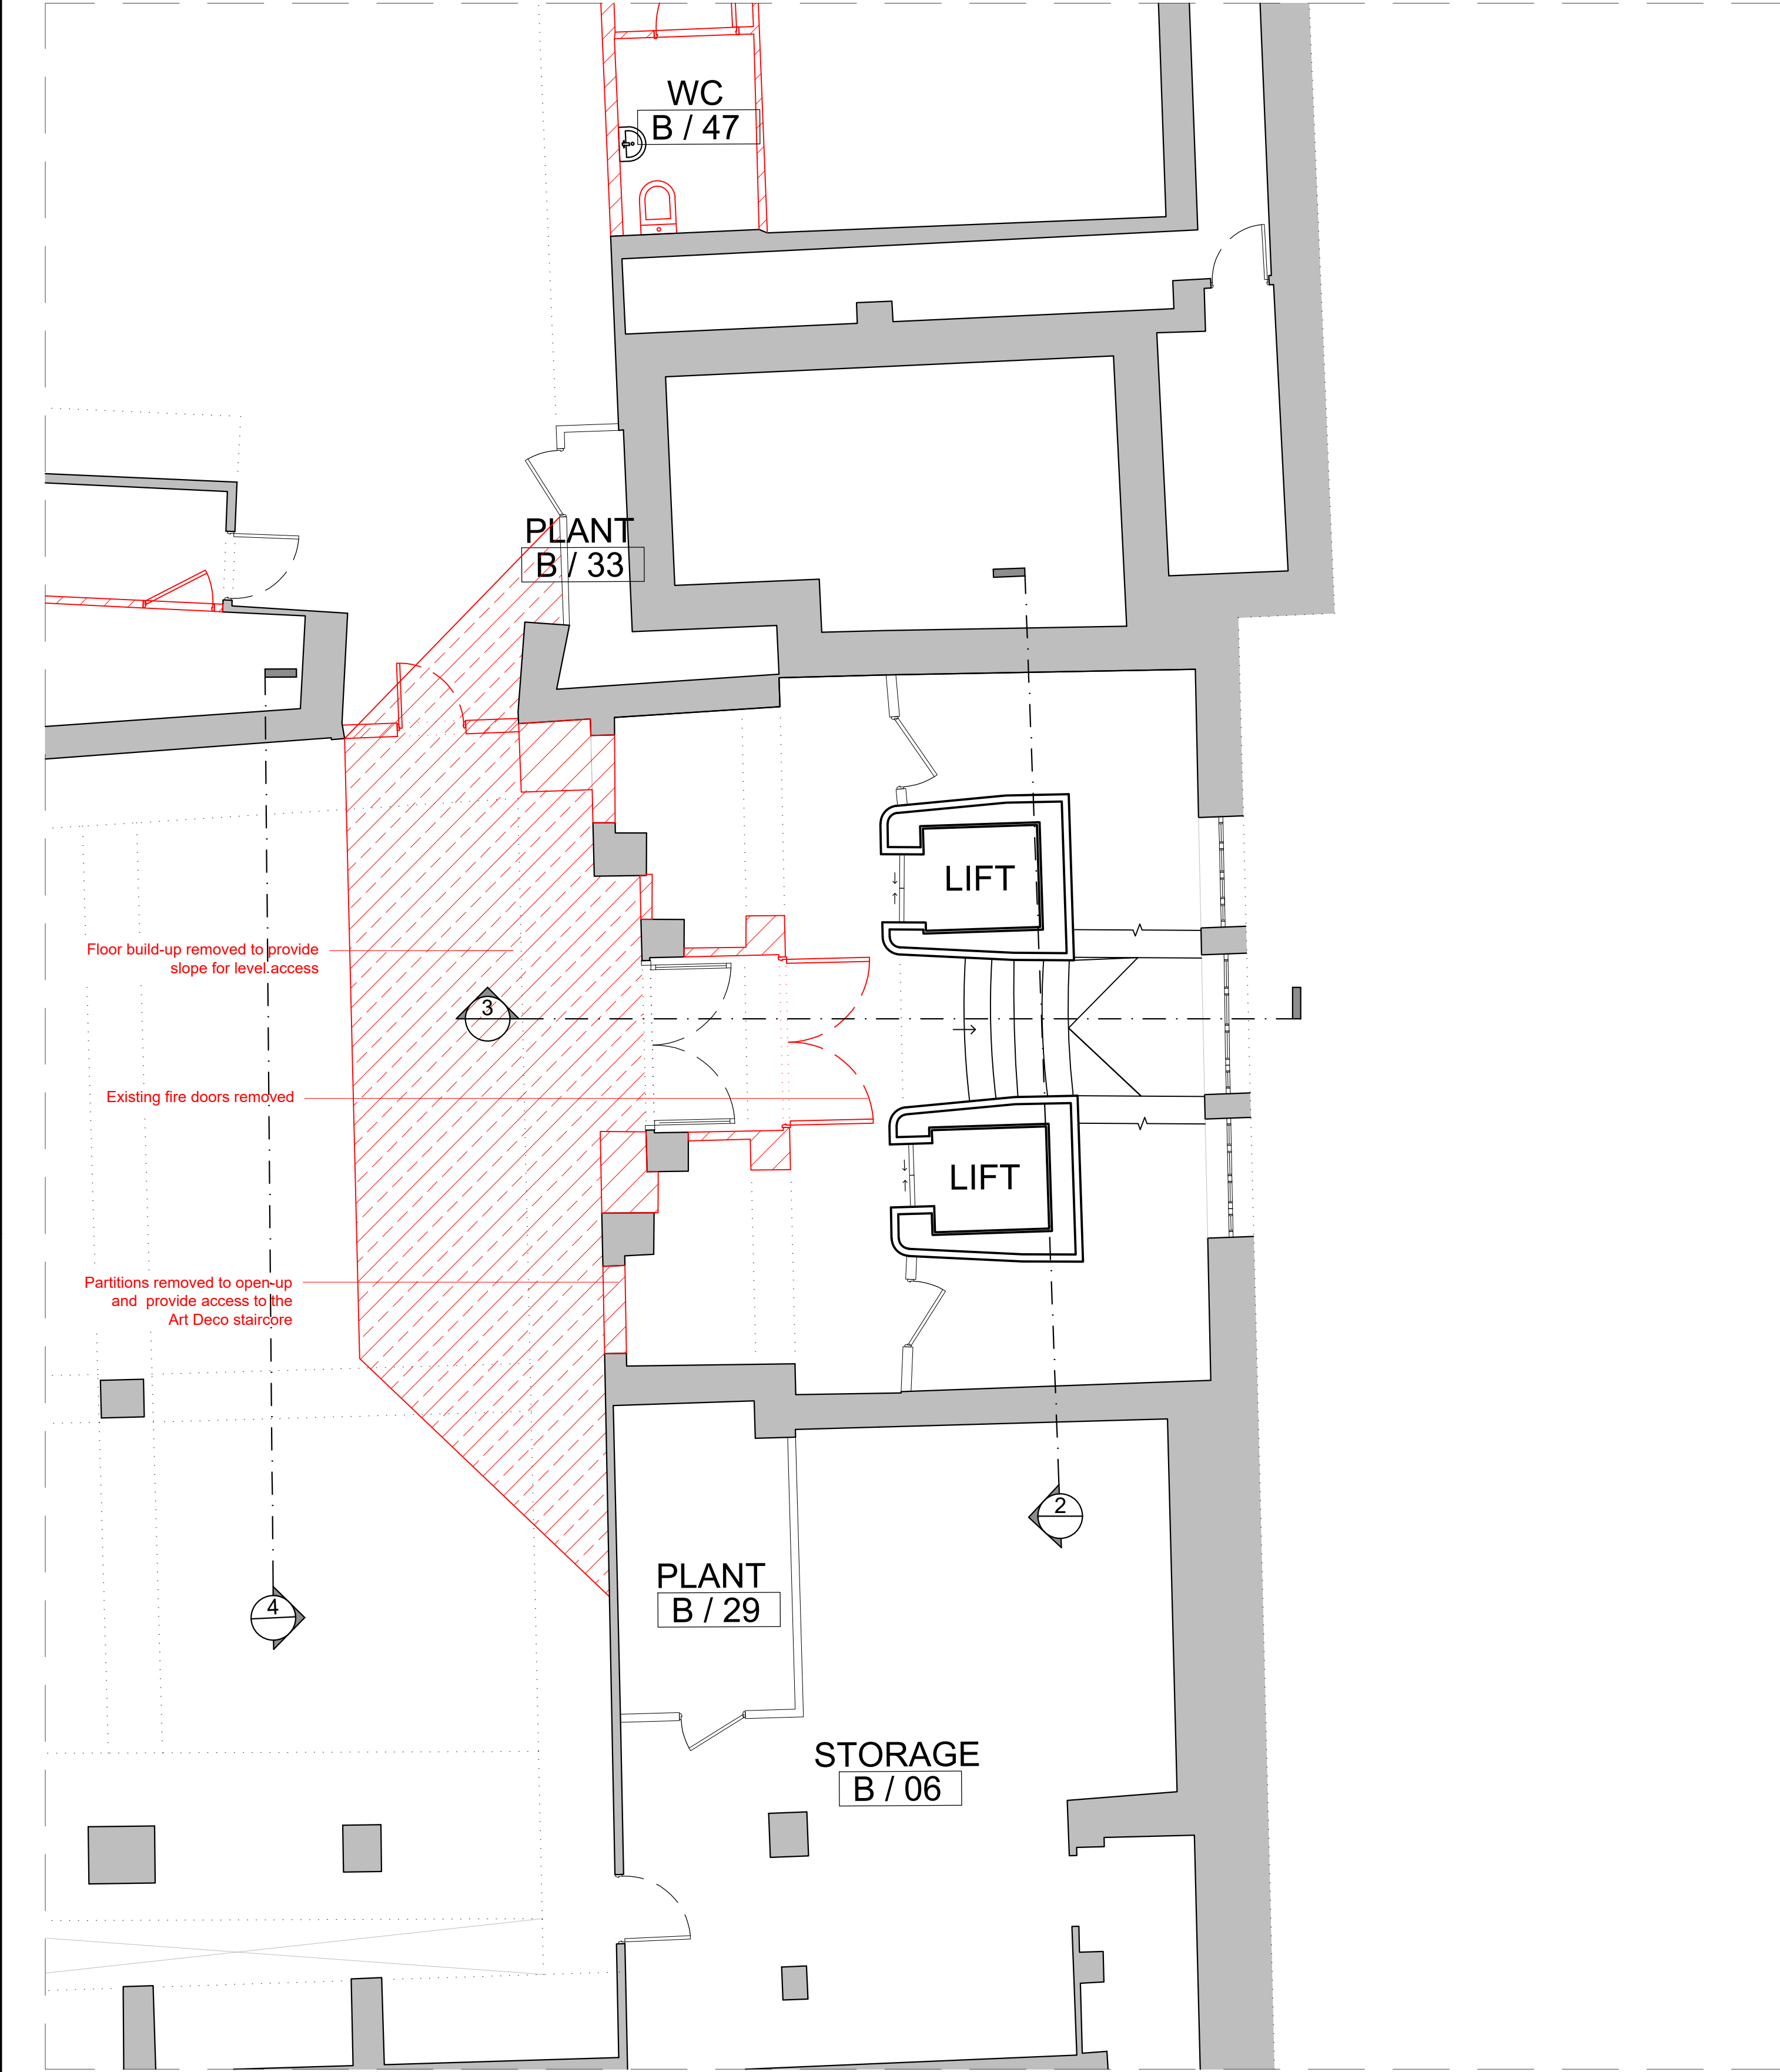 WC
B / 47
PLANT
B / 33
LIFT
Floor build-up removed to provide
slope for level access
3
Existing fire doors removed
LIFT
Partitions removed to open-up
and provide access to the
Art Deco staircore
2
PLANT
B / 29
4
STORAGE
B / 06